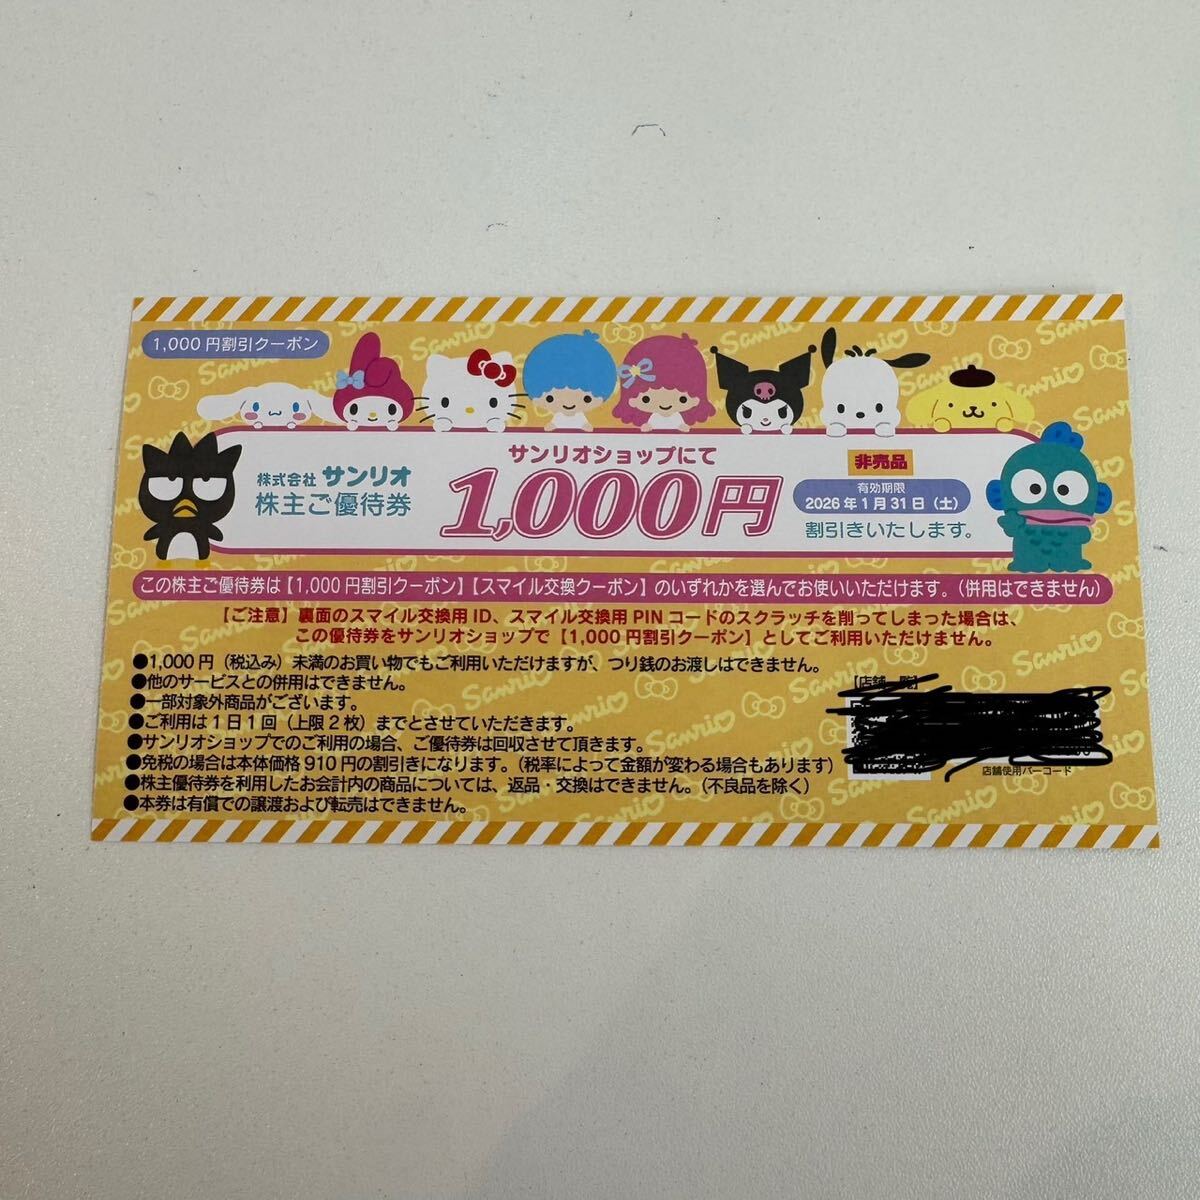 1,000円割引クーポン
株式会社 サンリオ
株主ご優待券
サンリオショップにて
1,000円
非売品
有効期限
2026年1月31日（土）
割引きいたします。
この株主ご優待券は【1,000円割引クーポン】【スマイル交換クーポン】のいずれかを選んでお使いいただけます。（併用はできません）
【ご注意】裏面のスマイル交換用ID、スマイル交換用PINコードのスクラッチを削ってしまった場合は、
この優待券をサンリオショップで【1,000円割引クーポン】としてご利用いただけません。
●1,000円（税込み）未満のお買い物でもご利用いただけますが、つり銭のお渡しはできません。
●他のサービスとの併用はできません。
●一部対象外商品がございます。
●ご利用は1日1回（上限2枚）までとさせていただきます。
●サンリオショップでのご利用の場合、ご優待券は回収させて頂きます。
●免税の場合は本体価格910円の割引きになります。（税率によって金額が変わる場合もあります）
●株主優待券を利用したお会計内の商品については、返品・交換はできません。（不良品を除く）
●本券は有償での譲渡および転売はできません。
【店舗一覧】
店舗使用バーコード
Sanrio